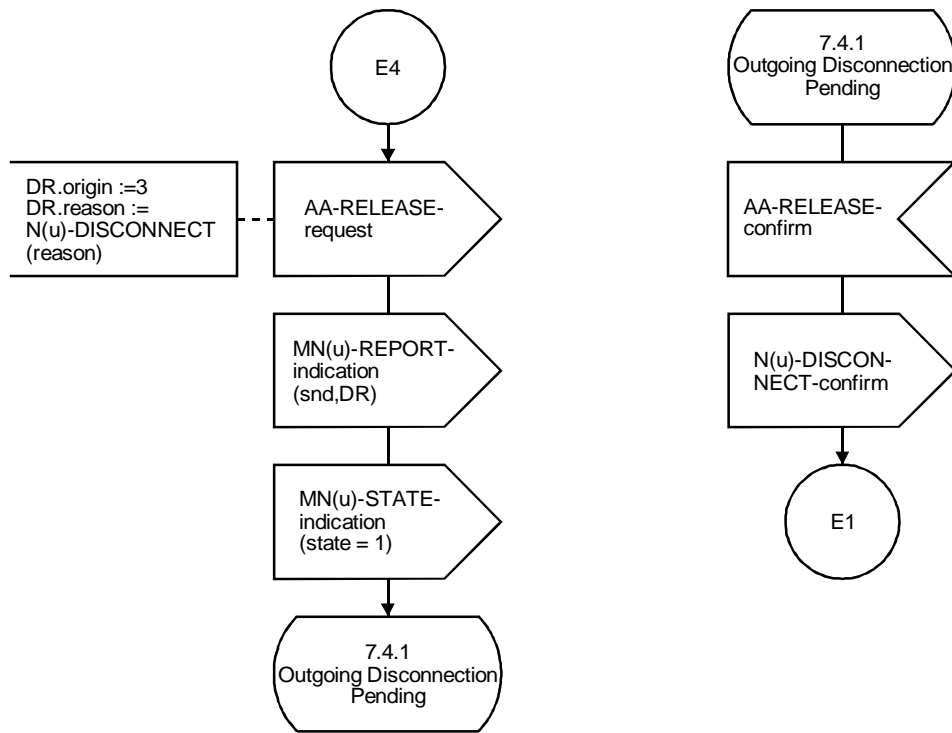 E4
DR.origin :=3
DR.reason :=
N(u)-DISCONNECT
(reason)
AA-RELEASE-
request
MN(u)-REPORT-
indication
(snd,DR)
MN(u)-STATE-
indication
(state = 1)
7.4.1
Outgoing Disconnection
Pending
7.4.1
Outgoing Disconnection
Pending
AA-RELEASE-
confirm
N(u)-DISCON-
NECT-confirm
E1